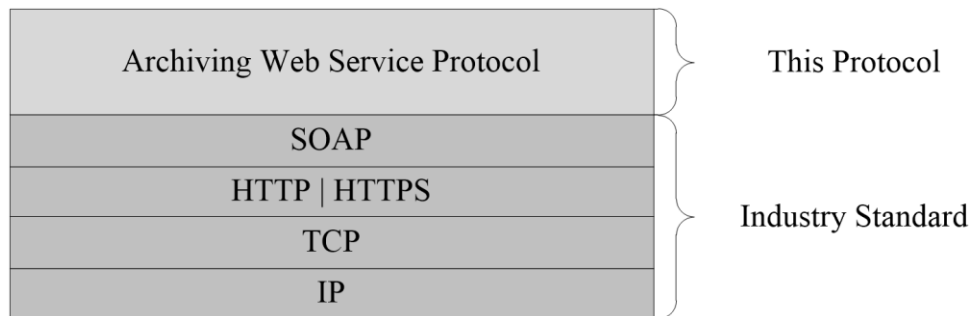 Archiving Web Service Protocol
This Protocol
SOAP
HTTP | HTTPS
TCP
IP
Industry Standard